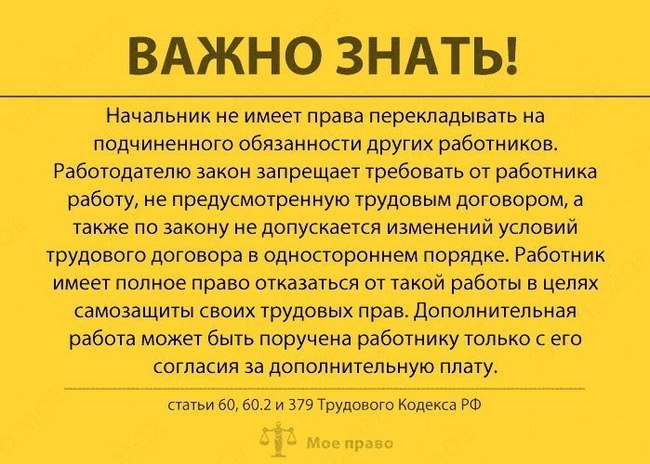 ВАЖНО ЗНАТЬ!
Начальник не имеет права перекладывать на
подчиненного обязанности других работников.
Работодателю закон запрещает требовать от работника
работу, не предусмотренную трудовым договором, а
также по закону не допускается изменений условий
трудового договора в одностороннем порядке. Работник
имеет полное право отказаться от такой работы в целях
самозащиты своих трудовых прав. Дополнительная
работа может быть поручена работнику только с его
согласия за дополнительную плату.
статьи 60, 60.2 и 379 Трудового Кодекса РФ
Мое право